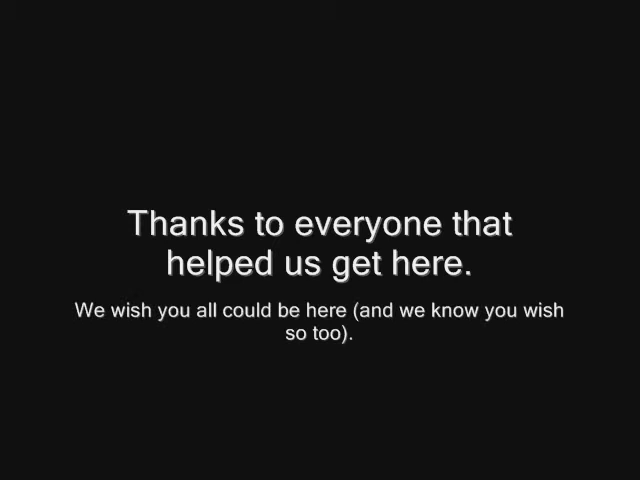 Thanks to everyone that
helped us get here.
We wish you all could be here (and we know you wish
so too).